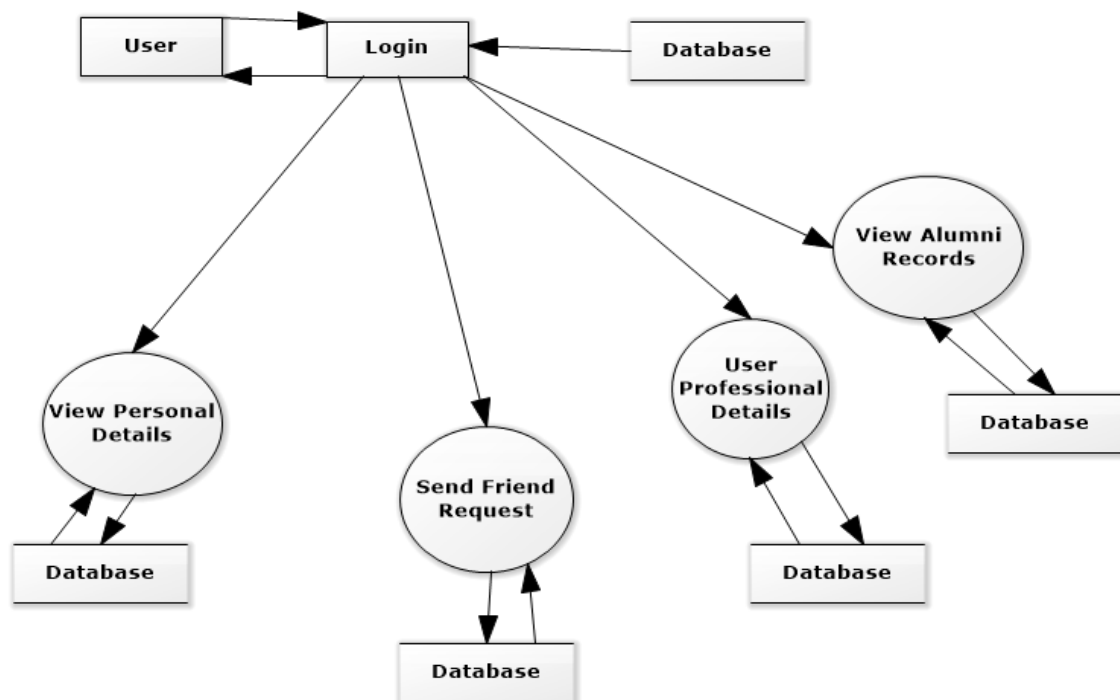 User
Login
Database
View Alumni
Records
User
Professional
Details
View Personal
Details
Database
Send Friend
Request
Database
Database
Database